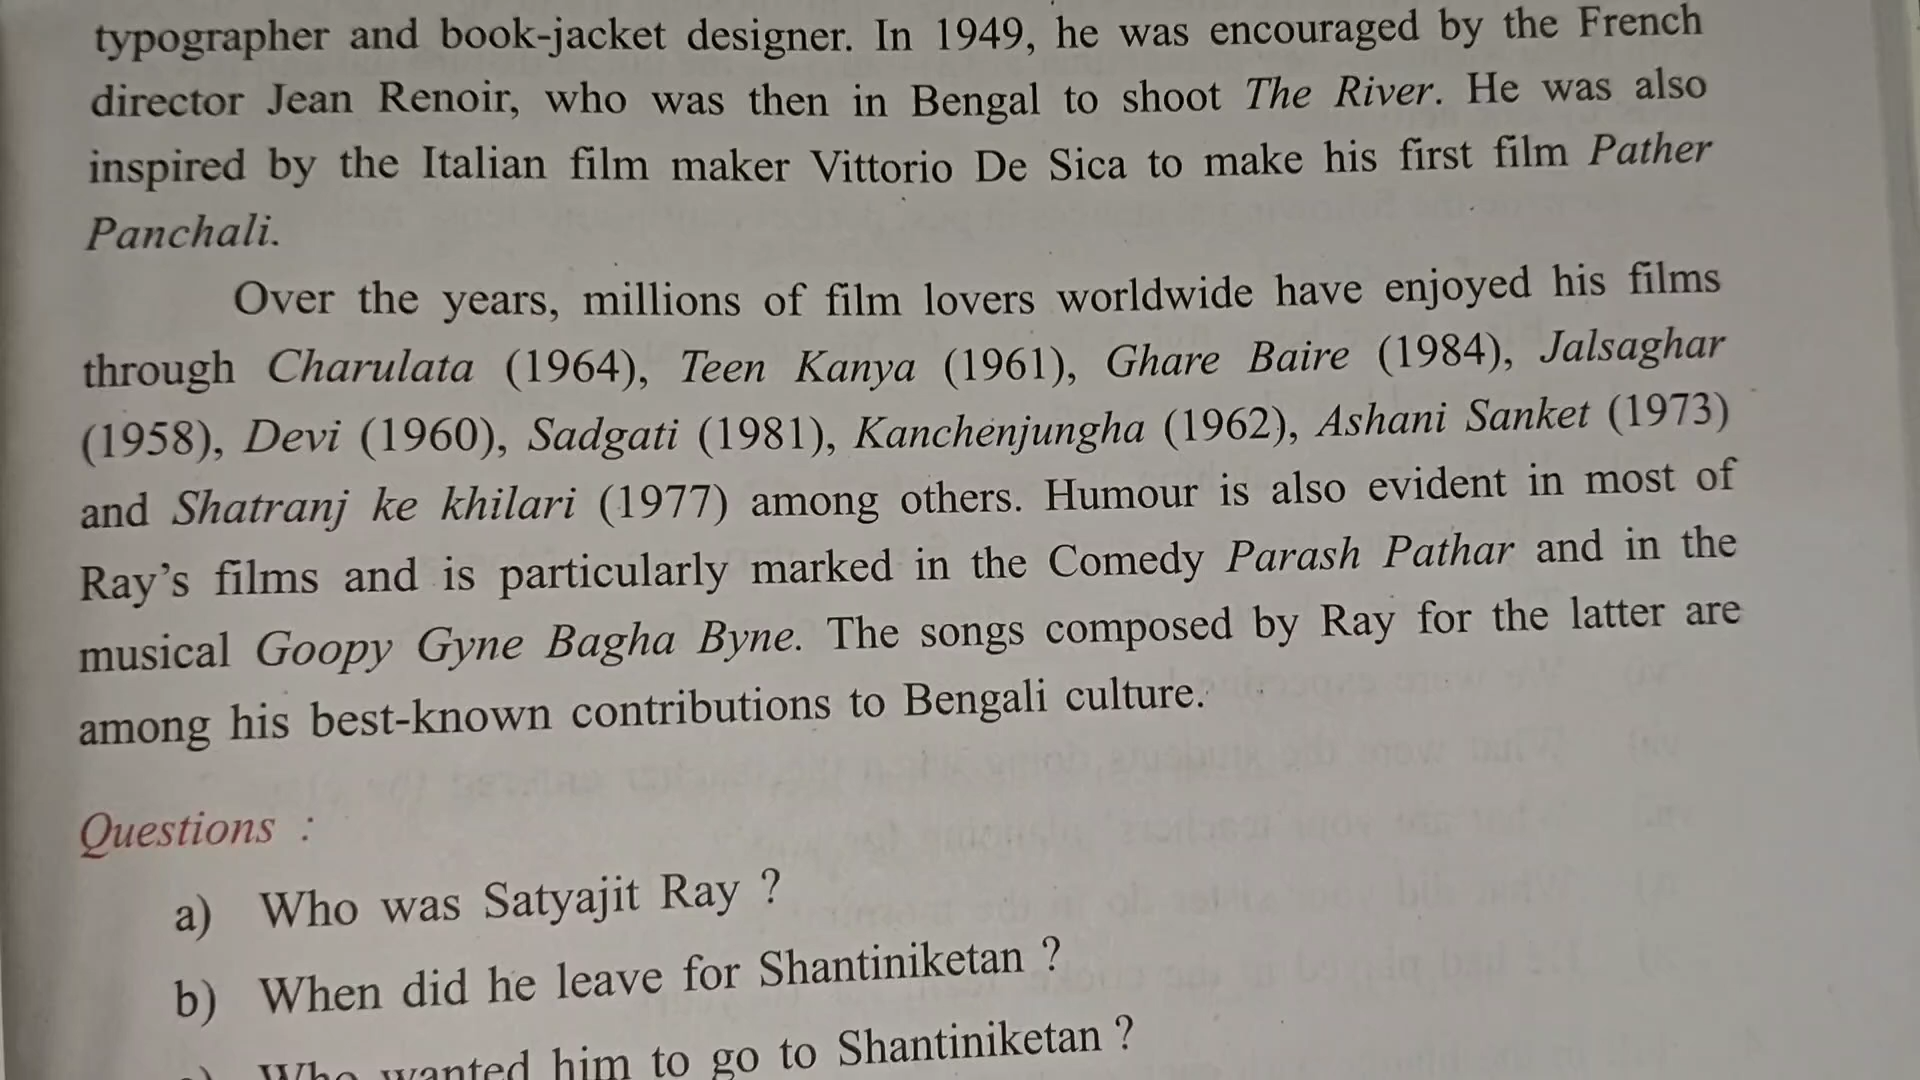 typographer and book-jacket designer. In 1949, he was encouraged by the French
director Jean Renoir, who was then in Bengal to shoot The River. He was also
inspired by the Italian film maker Vittorio De Sica to make his first film Pather
Panchali.
Over the years, millions of film lovers worldwide have enjoyed his films
through Charulata (1964), Teen Kanya (1961), Ghare Baire (1984), Jalsaghar
(1958), Devi (1960), Sadgati (1981), Kanchenjungha (1962), Ashani Sanket (1973)
and Shatranj ke khilari (1977) among others. Humour is also evident in most of
Ray’s films and is particularly marked in the Comedy Parash Pathar and in the
musical Goopy Gyne Bagha Byne. The songs composed by Ray for the latter are
among his best-known contributions to Bengali culture.
Questions :
a) Who was Satyajit Ray ?
b) When did he leave for Shantiniketan ?
Who wanted him to go to Shantiniketan ?